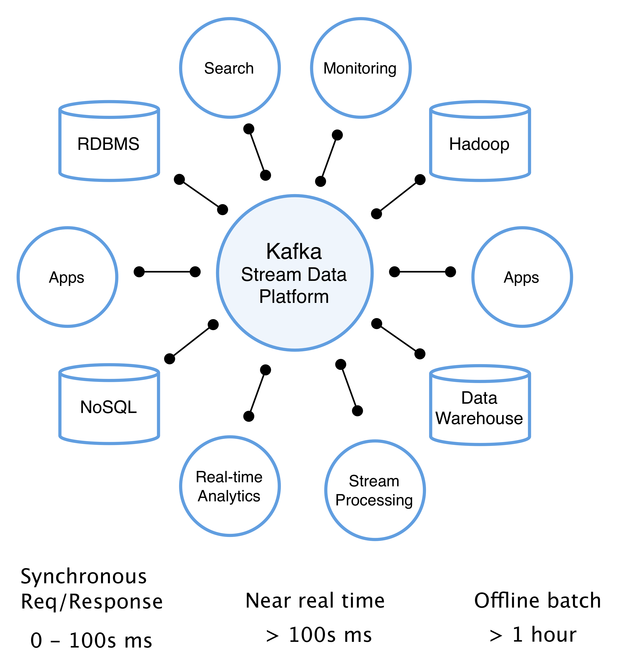 Search
Monitoring
RDBMS
Hadoop
Kafka
Stream Data
Platform
Apps
Apps
NoSQL
Data
Warehouse
Real-time
Analytics
Stream
Processing
Synchronous
Req/Response
0 – 100s ms
Near real time
> 100s ms
Offline batch
> 1 hour